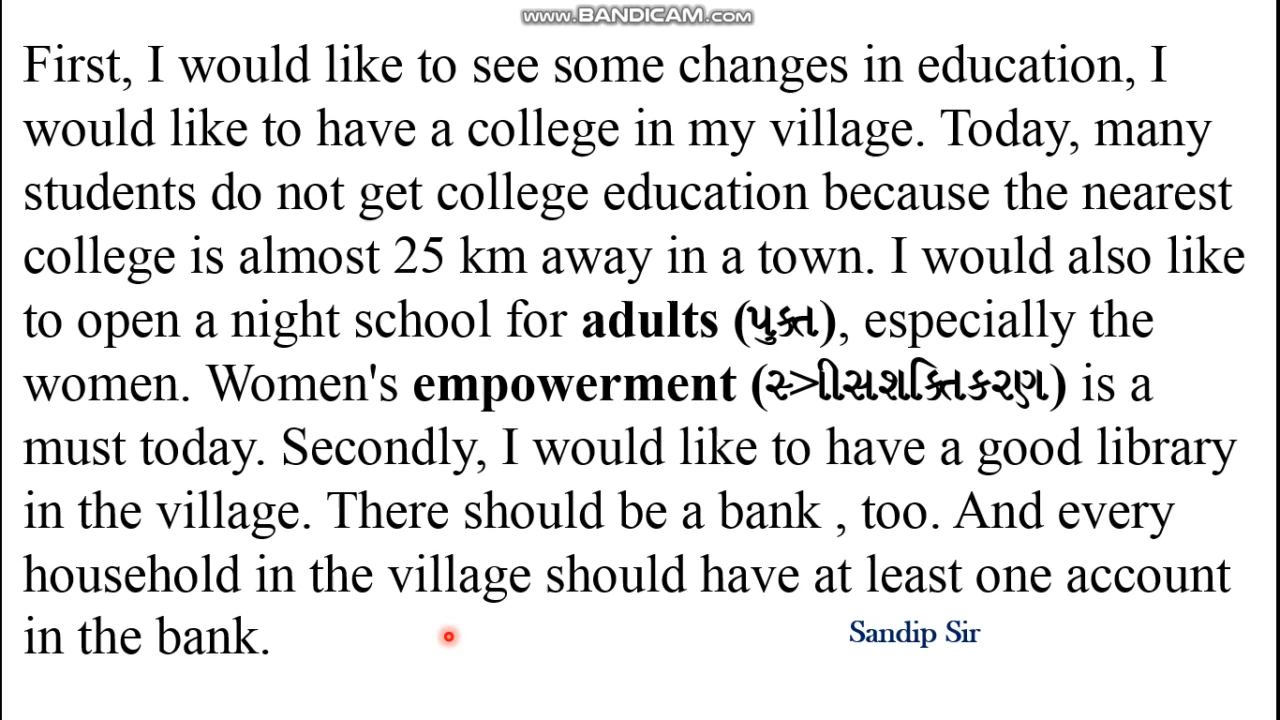 www.BANDICAM.com
First, I would like to see some changes in education, I
would like to have a college in my village. Today, many
students do not get college education because the nearest
college is almost 25 km away in a town. I would also like
to open a night school for adults (પુક્ત), especially the
women. Women's empowerment (સ્ત્રીસશક્તિકરણ) is a
must today. Secondly, I would like to have a good library
in the village. There should be a bank , too. And every
household in the village should have at least one account
in the bank.
Sandip Sir